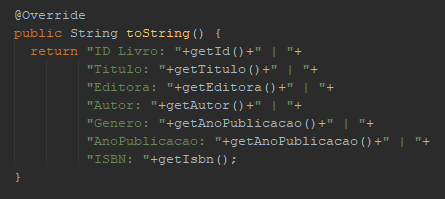 @Override
public String toString() {
return "ID Livro: "+getId()+" | "+
"Titulo: "+getTitulo()+" | "+
"Editora: "+getEditora()+" | "+
"Autor: "+getAutor()+" | "+
"Genero: "+getAnoPublicacao()+" | "+
"AnoPublicacao: "+getAnoPublicacao()+" | "+
"ISBN: "+getIsbn();
}